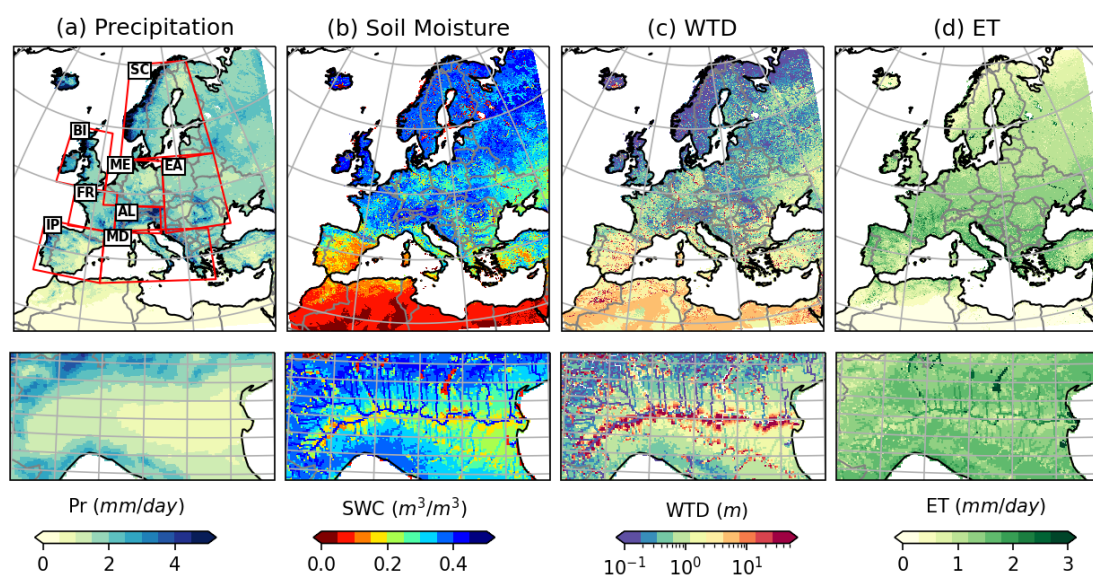 (a) Precipitation (b) Soil Moisture (c) WTD (d) ET
SC
BI
ME EA
FR
AL
IP
MD
Pr (mm/day) SWC (m³/m³) WTD (m) ET (mm/day)
0 2 4 0.0 0.2 0.4 10⁻¹ 10⁰ 10¹ 0 1 2 3